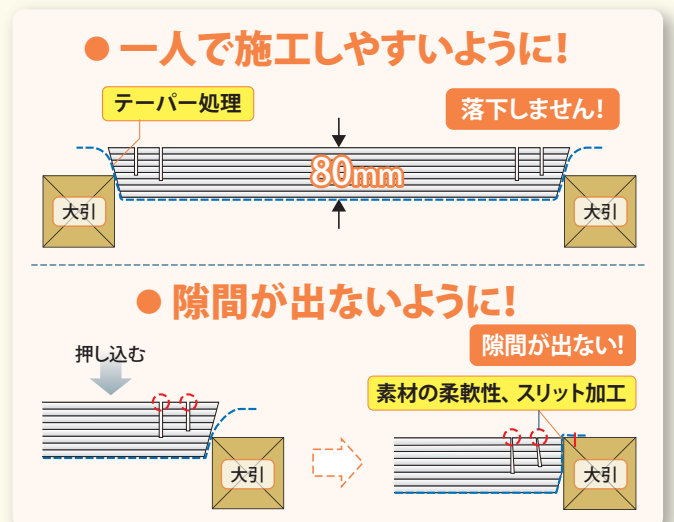 ● 一人で施工しやすいように!
テーパー処理
落下しません!
80mm
大引
大引
● 隙間が出ないように!
押し込む
隙間が出ない!
素材の柔軟性、スリット加工
大引
大引